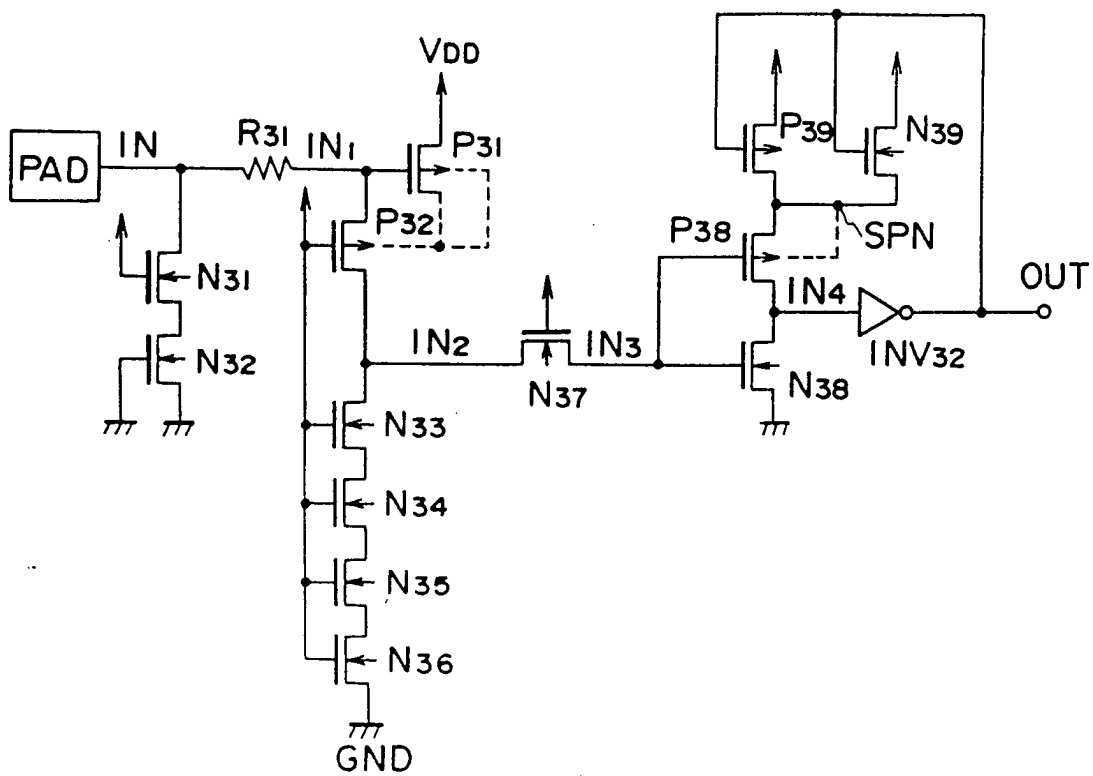 VDD
P39
N39
PAD
IN
R31
IN1
P31
P32
P38
SPN
N31
IN4
OUT
N32
IN2
IN3
INV32
N37
N38
N33
N34
N35
N36
GND